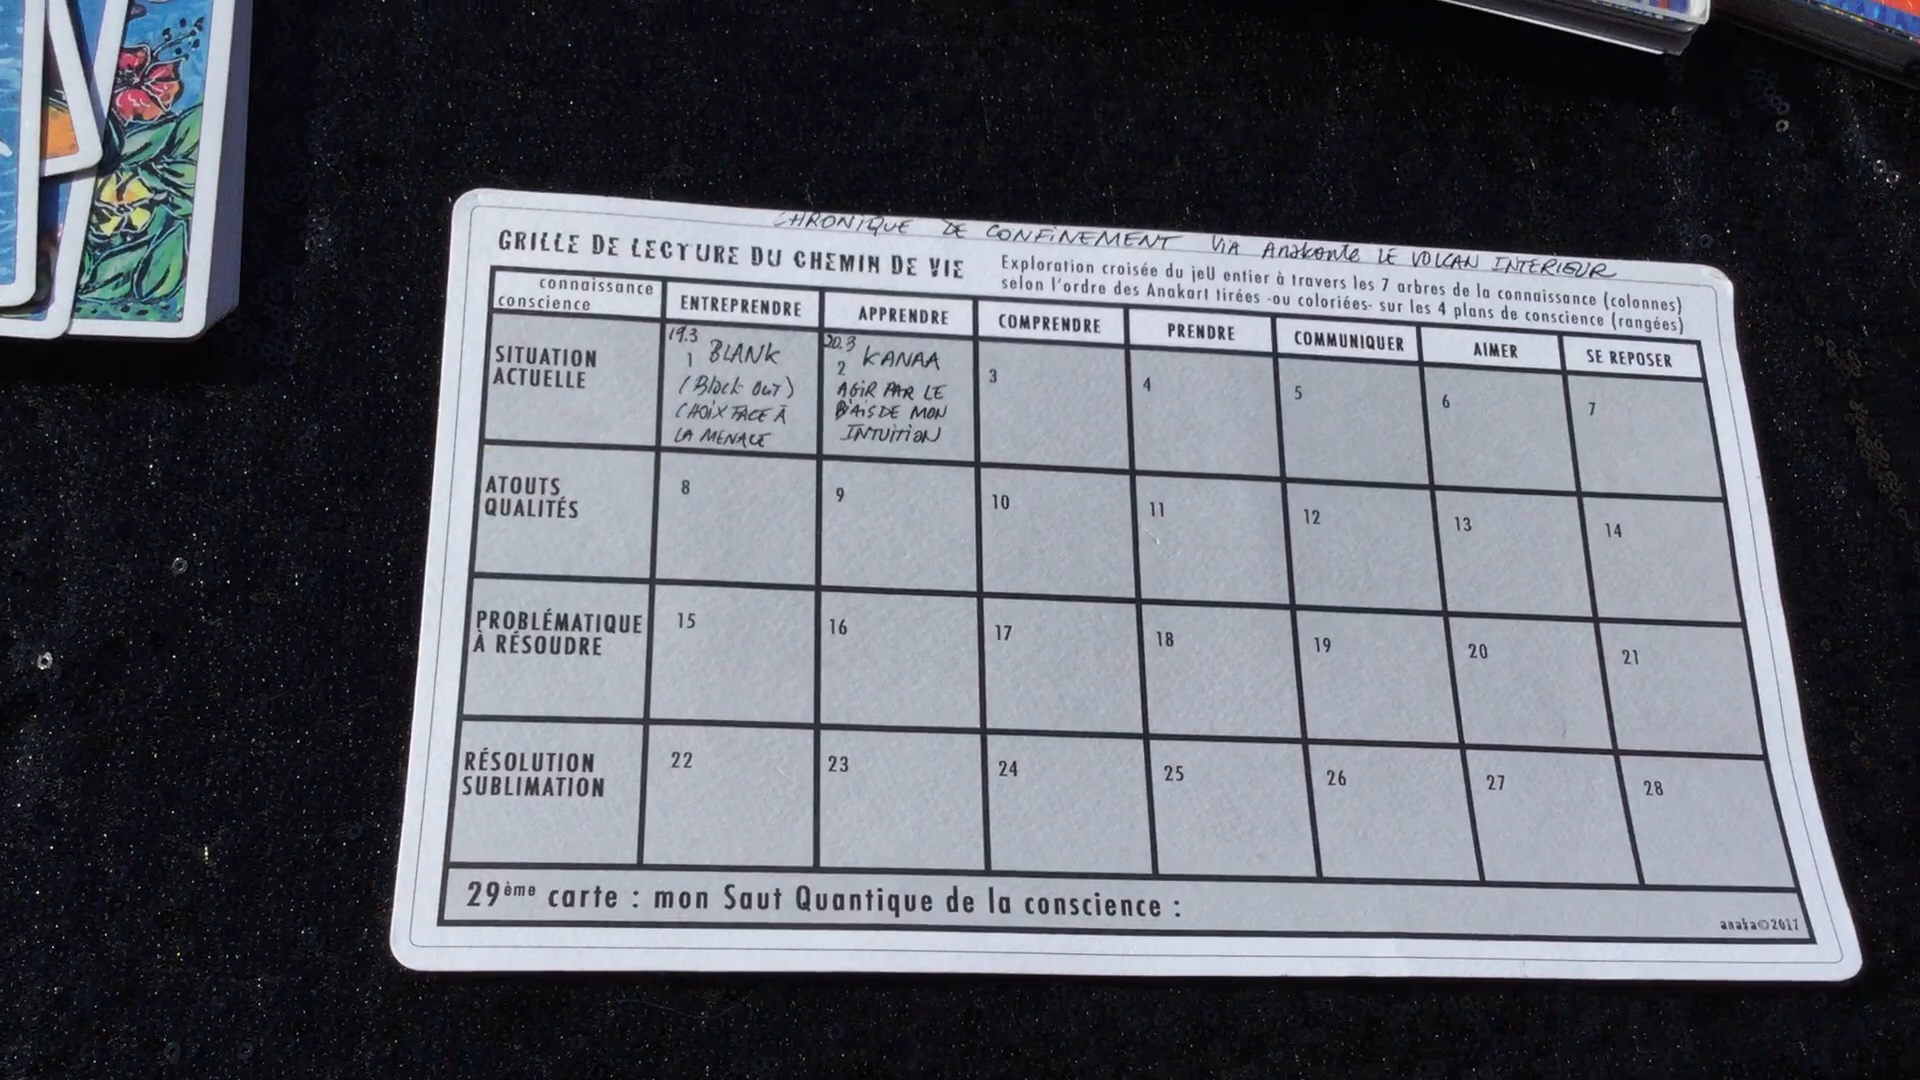 CHRONIQUE DE CONFINEMENT VIA Anakonte LE VOLCAN INTERIEUR
GRILLE DE LECTURE DU CHEMIN DE VIE
Exploration croisée du jeU entier à travers les 7 arbres de la connaissance (colonnes)
selon l'ordre des Anakart tirées -ou coloriées- sur les 4 plans de conscience (rangées)
connaissance
conscience
ENTREPRENDRE
APPRENDRE
COMPRENDRE
PRENDRE
COMMUNIQUER
AIMER
SE REPOSER
SITUATION
ACTUELLE
19.3
1 BLANK
(Black OUT)
CHOIX FACE À
LA MENACE
20.3
2 KANAA
AGIR PAR LE
BIAIS DE MON
INTUITION
3
4
5
6
7
ATOUTS
QUALITÉS
8
9
10
11
12
13
14
PROBLÉMATIQUE
À RÉSOUDRE
15
16
17
18
19
20
21
RÉSOLUTION
SUBLIMATION
22
23
24
25
26
27
28
29ème carte : mon Saut Quantique de la conscience :
anaka©2017